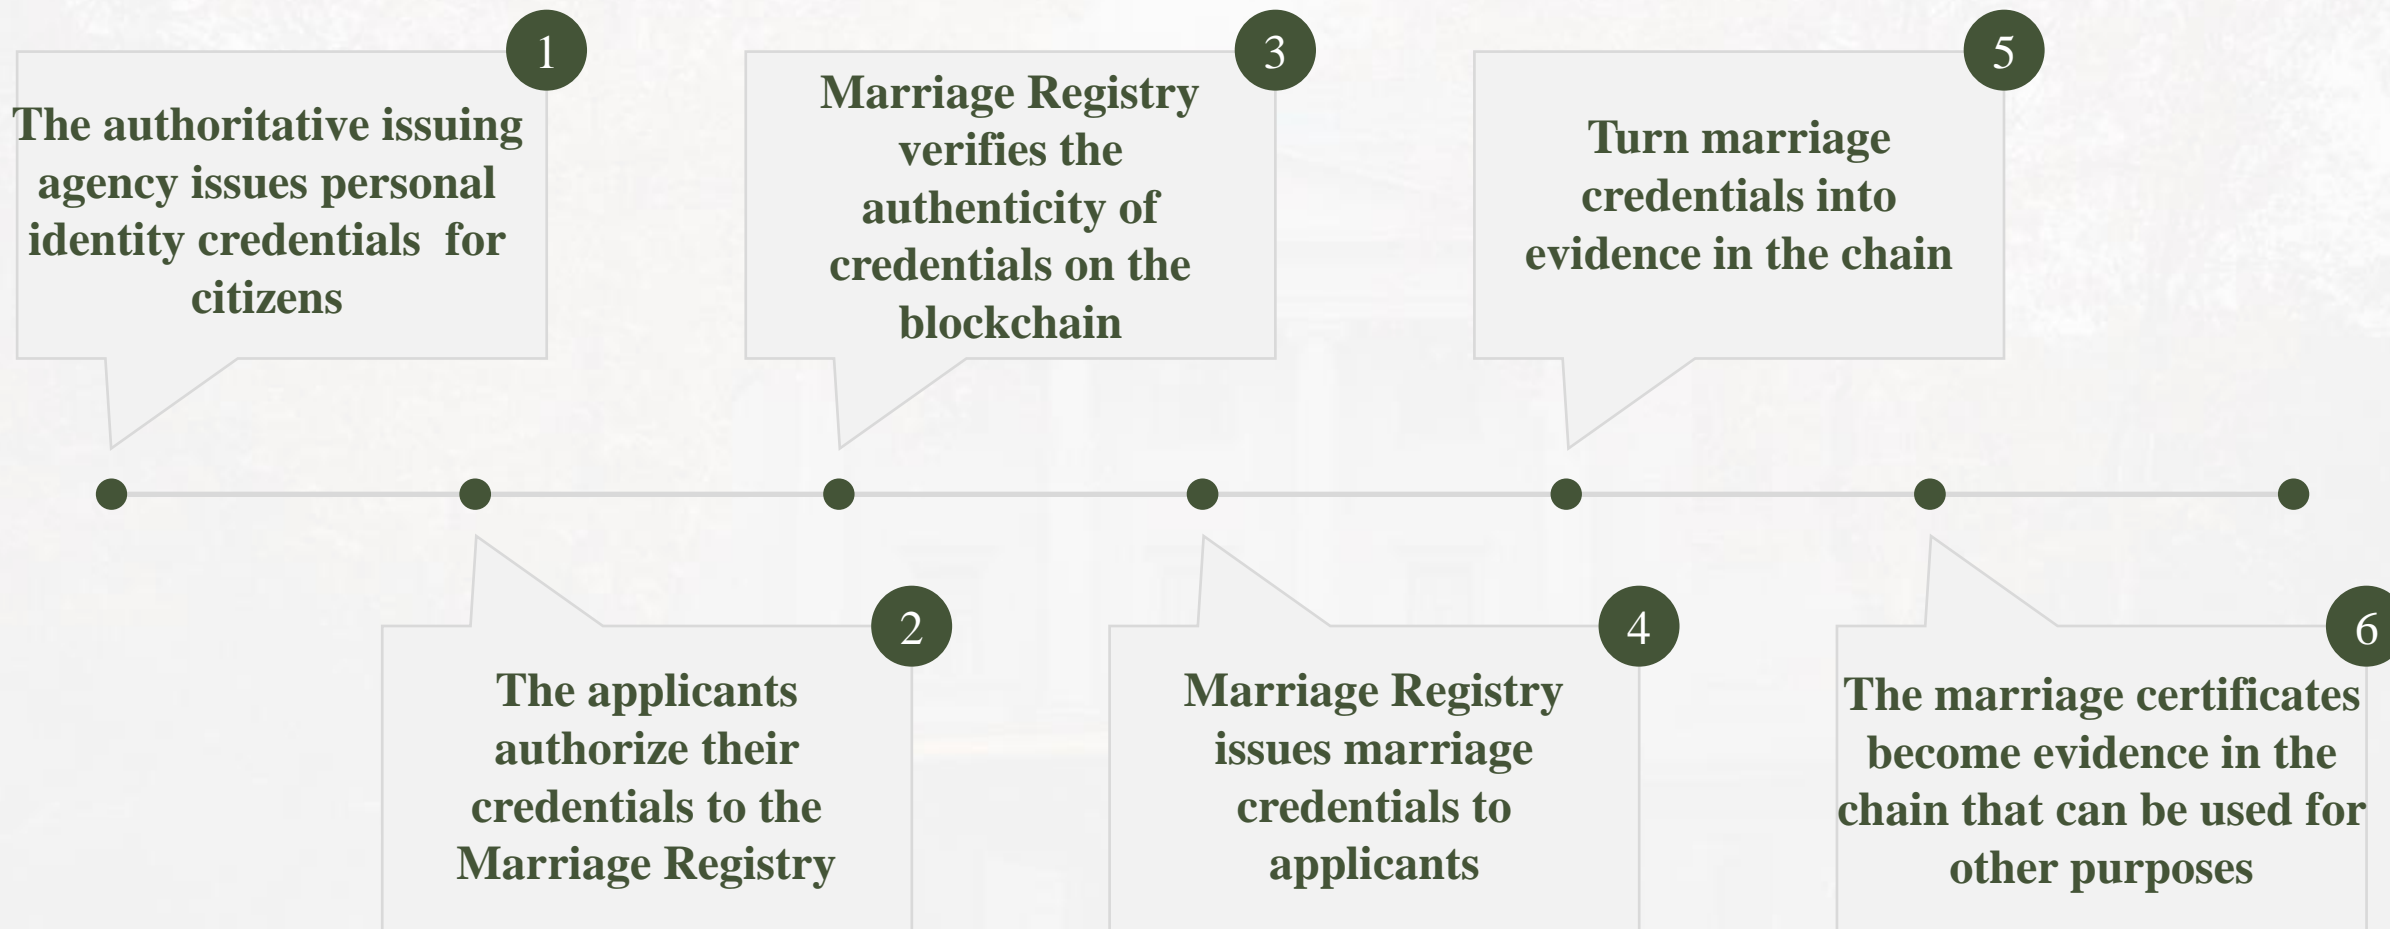 1
The authoritative issuing
agency issues personal
identity credentials  for
citizens
2
The applicants
authorize their
credentials to the
Marriage Registry
3
Marriage Registry
verifies the
authenticity of
credentials on the
blockchain
4
Marriage Registry
issues marriage
credentials to
applicants
5
Turn marriage
credentials into
evidence in the chain
6
The marriage certificates
become evidence in the
chain that can be used for
other purposes